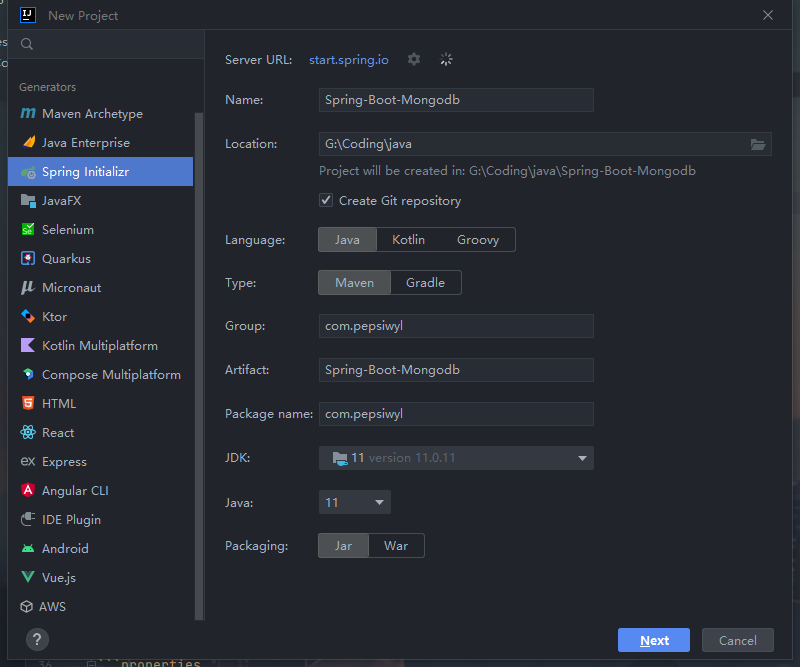 New Project
Server URL: start.spring.io
Name: Spring-Boot-Mongodb
Location: G:\Coding\java
Project will be created in: G:\Coding\java\Spring-Boot-Mongodb
Create Git repository
Language: Java Kotlin Groovy
Type: Maven Gradle
Group: com.pepsiwyl
Artifact: Spring-Boot-Mongodb
Package name: com.pepsiwyl
JDK: 11 version 11.0.11
Java: 11
Packaging: Jar War
Generators
Maven Archetype
Java Enterprise
Spring Initializr
JavaFX
Selenium
Quarkus
Micronaut
Ktor
Kotlin Multiplatform
Compose Multiplatform
HTML
React
Express
Angular CLI
IDE Plugin
Android
Vue.js
AWS
?
Next Cancel
36 ```properties